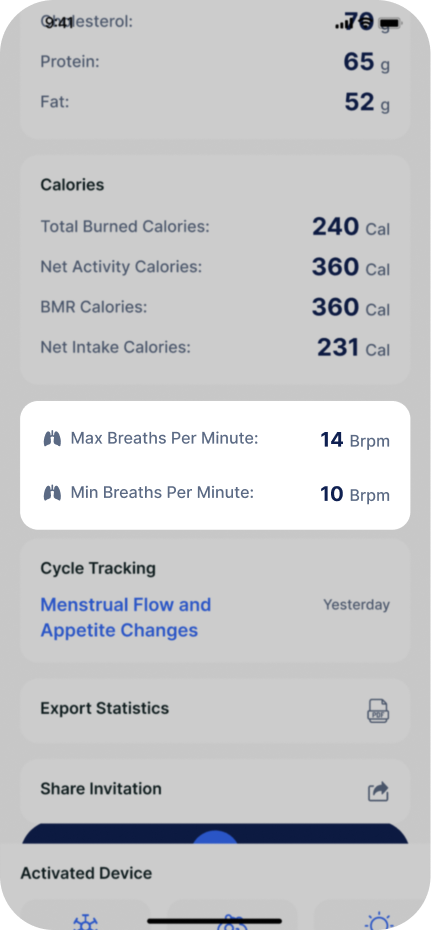 9:41
Cholesterol: 70 g
Protein: 65 g
Fat: 52 g
Calories
Total Burned Calories: 240 Cal
Net Activity Calories: 360 Cal
BMR Calories: 360 Cal
Net Intake Calories: 231 Cal
Max Breaths Per Minute: 14 Brpm
Min Breaths Per Minute: 10 Brpm
Cycle Tracking
Menstrual Flow and Yesterday
Appetite Changes
Export Statistics PDF
Share Invitation
Activated Device